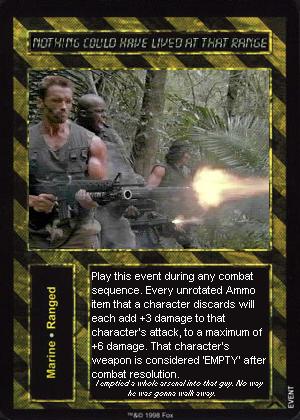 NOTHING COULD HAVE LIVED AT THAT RANGE
Marine • Ranged
Play this event during any combat
sequence. Every unrotated Ammo
item that a character discards will
each add +3 damage to that
character's attack, to a maximum of
+6 damage. That character's
weapon is considered 'EMPTY' after
combat resolution.
I emptied a whole arsenal into that guy. No way
he was gonna walk away.
EVENT
™&© 1998 Fox